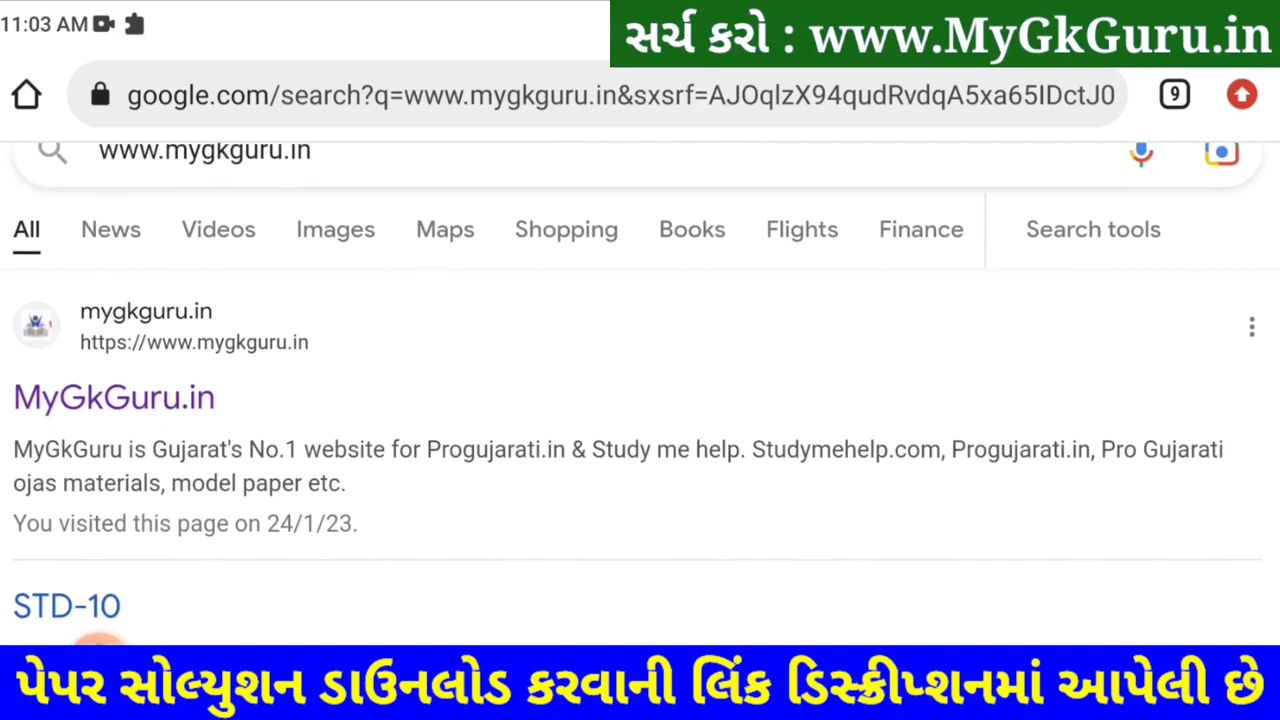 11:03 AM
સર્ચ કરો : www.MyGkGuru.in
google.com/search?q=www.mygkguru.in&sxsrf=AJOqlzX94qudRvdqA5xa65IDctJ0
9
www.mygkguru.in
All News Videos Images Maps Shopping Books Flights Finance Search tools
mygkguru.in
https://www.mygkguru.in
MyGkGuru.in
MyGkGuru is Gujarat's No.1 website for Progujarati.in & Study me help. Studymehelp.com, Progujarati.in, Pro Gujarati
ojas materials, model paper etc.
You visited this page on 24/1/23.
STD-10
પેપર સોલ્યુશન ડાઉનલોડ કરવાની લિંક ડિસ્ક્રીપ્શનમાં આપેલી છે